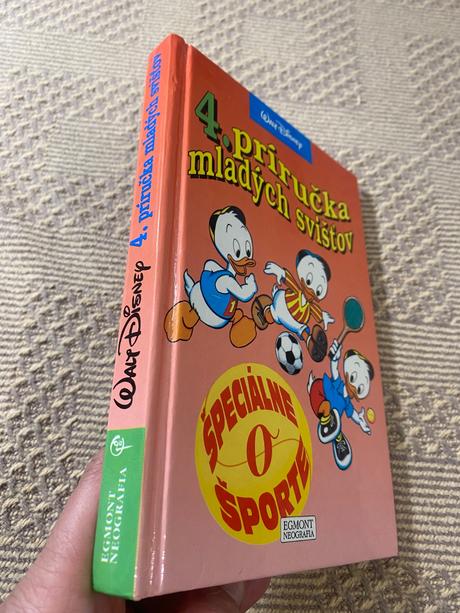 Walt Disney
4. príručka
mladých svišťov
ŠPECIÁLNE
o
ŠPORTE
EGMONT
NEOGRAFIA
Walt Disney 4. príručka mladých svišťov
EGMONT
NEOGRAFIA